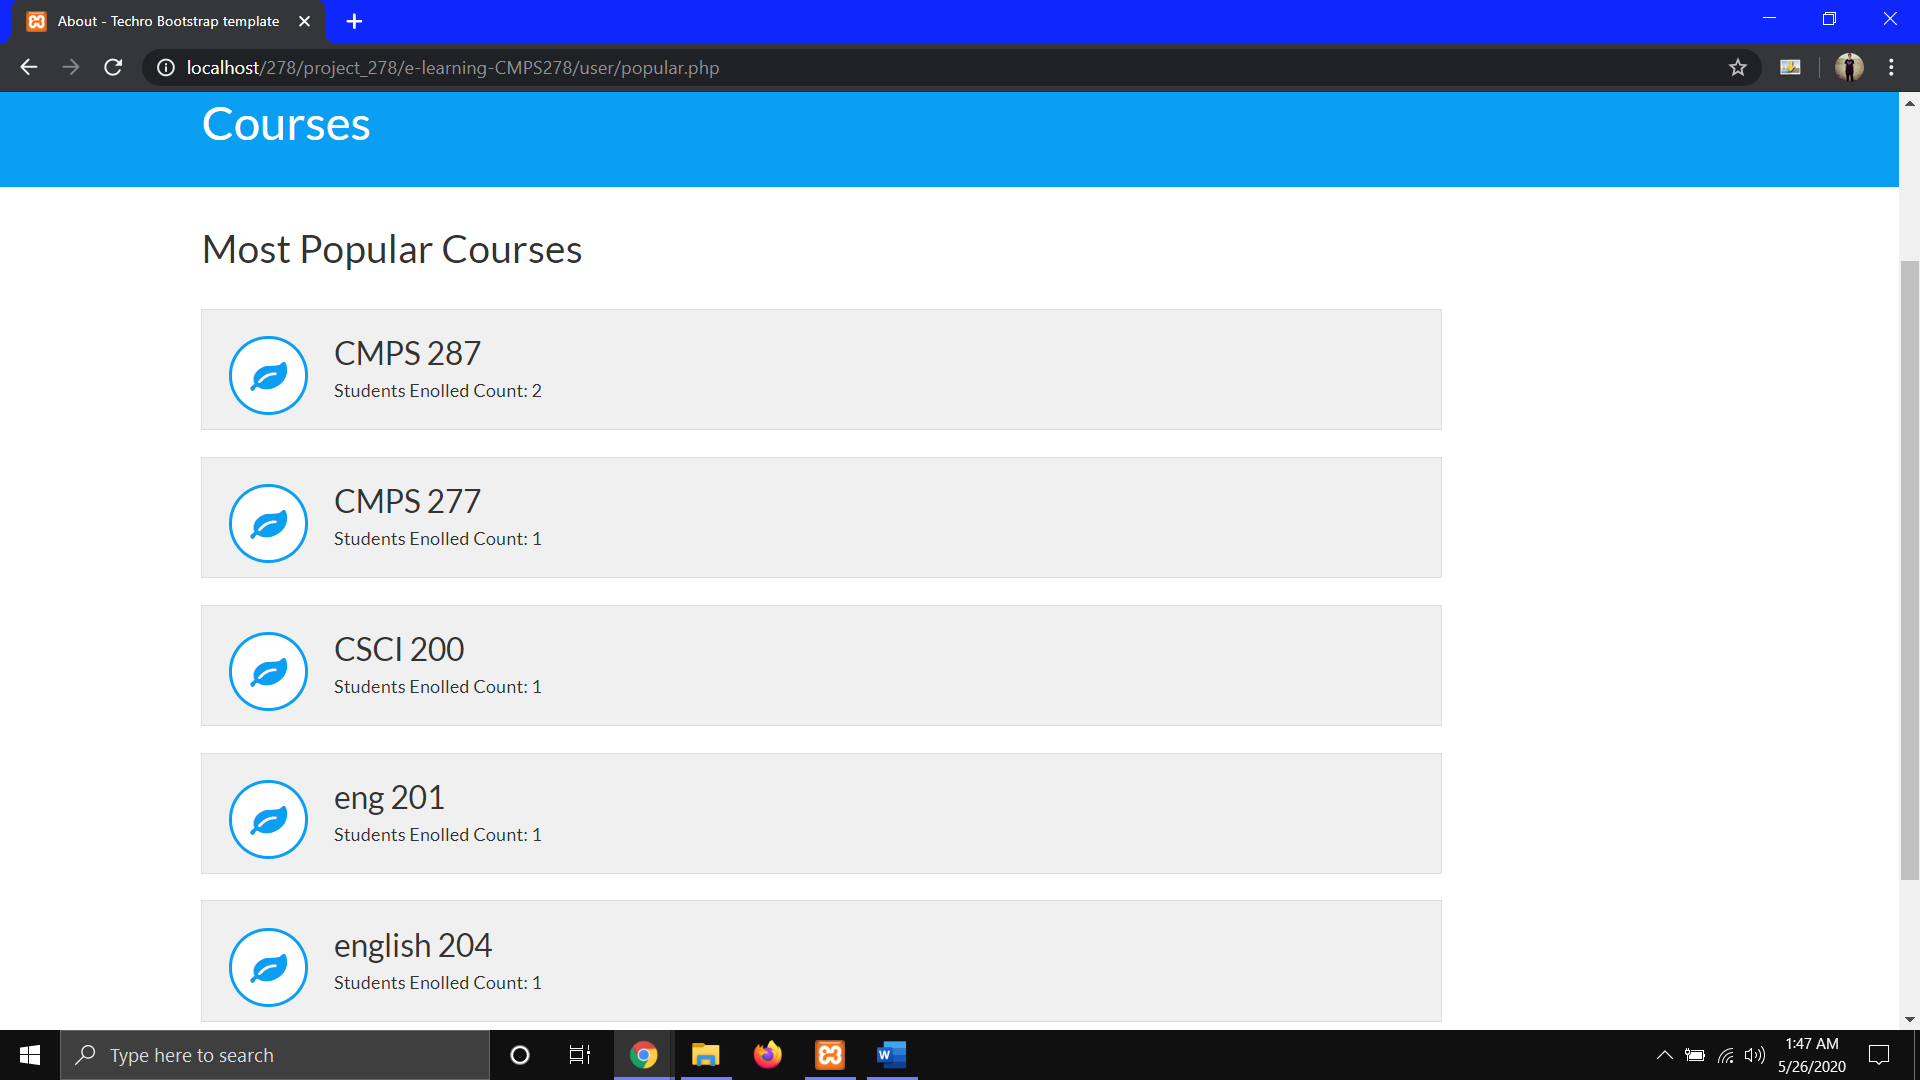 About - Techro Bootstrap template
localhost/278/project_278/e-learning-CMPS278/user/popular.php
Courses
Most Popular Courses
CMPS 287
Students Enolled Count: 2
CMPS 277
Students Enolled Count: 1
CSCI 200
Students Enolled Count: 1
eng 201
Students Enolled Count: 1
english 204
Students Enolled Count: 1
Type here to search
1:47 AM
5/26/2020